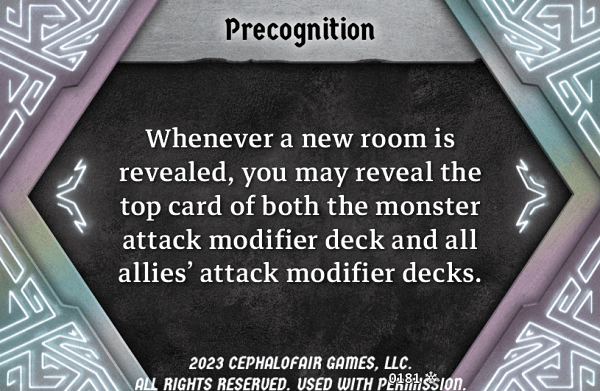 Precognition
Whenever a new room is
revealed, you may reveal the
top card of both the monster
attack modifier deck and all
allies’ attack modifier decks.
2023 CEPHALOFAIR GAMES, LLC.
ALL RIGHTS RESERVED. USED WITH PERMISSION.
0181